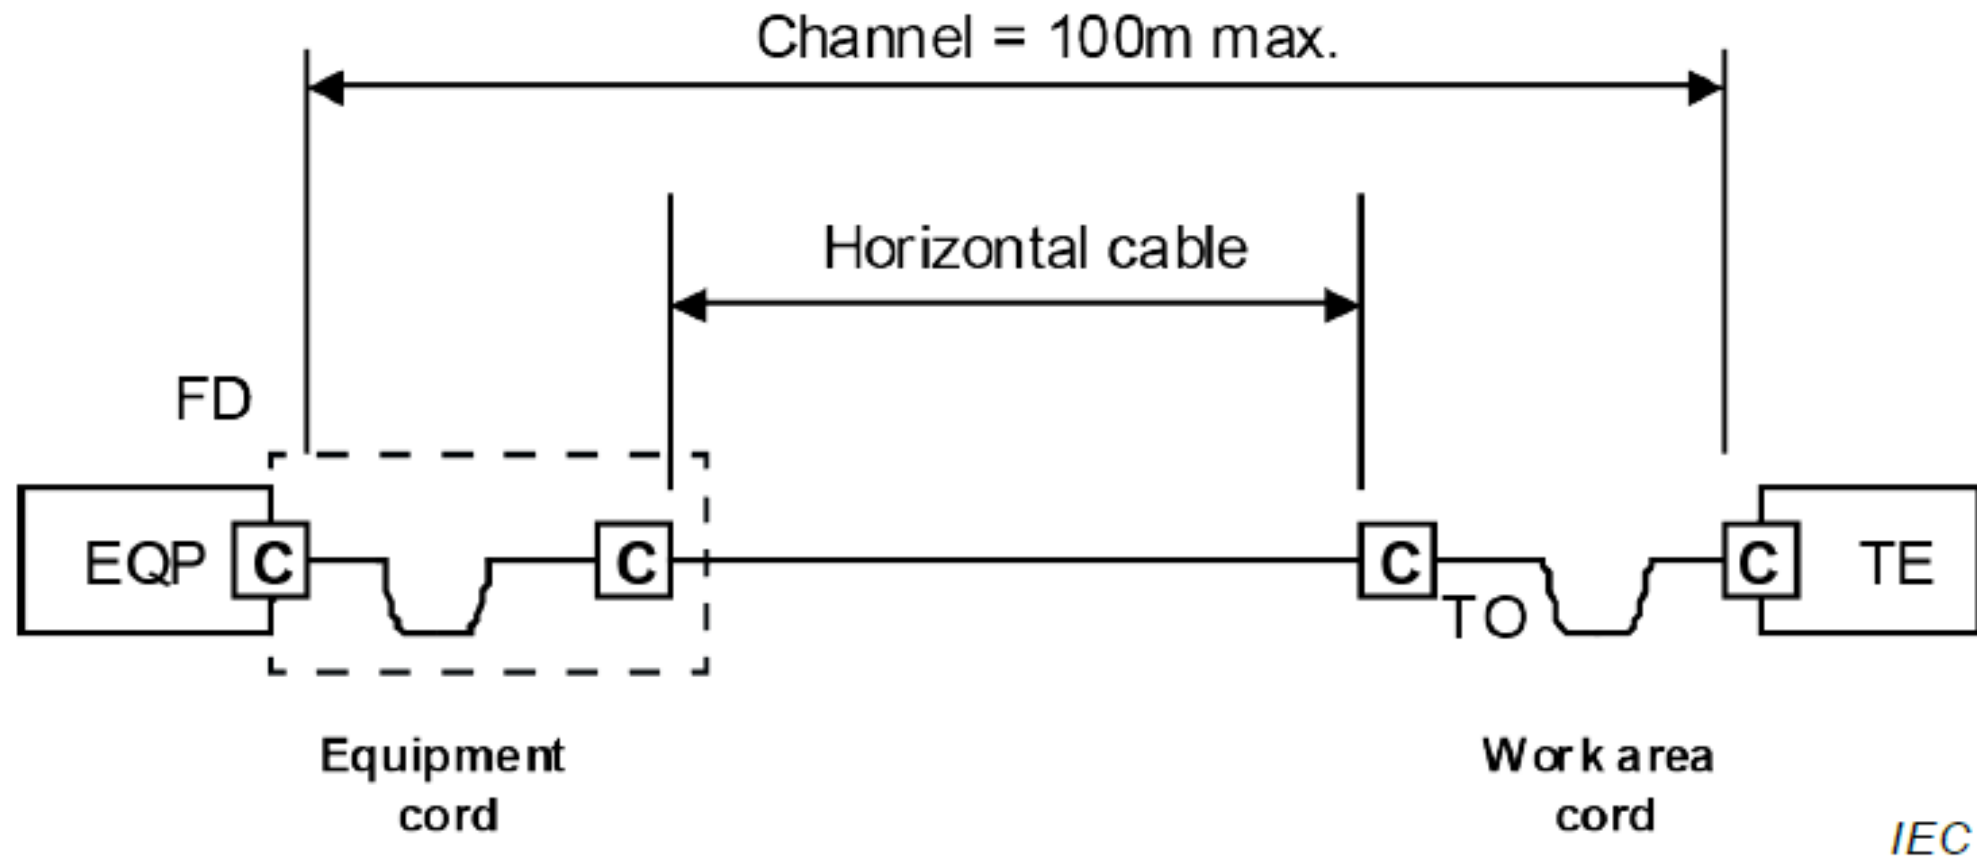 Channel = 100m max.
Horizontal cable
FD
EQP C C C C TE
TO
Equipment
cord
Work area
cord
IEC